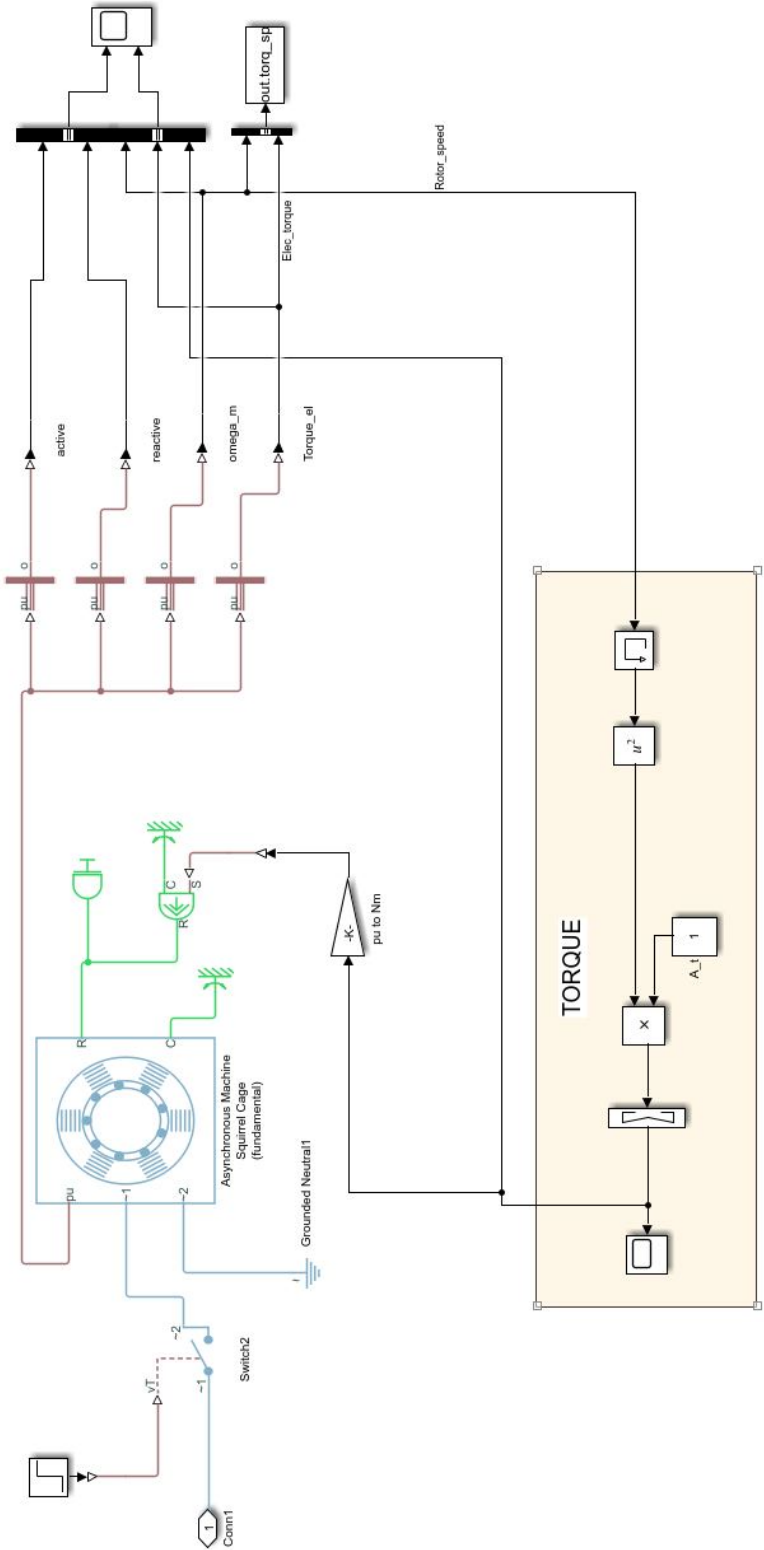 out.torq_sp
Rotor_speed
Elec_torque
active
reactive
omega_m
Torque_el
pu
o
pu
o
pu
o
pu
o
C
S
R
-K-
pu to Nm
R
C
pu
~1
~2
Asynchronous Machine
Squirrel Cage
(fundamental)
Grounded Neutral1
~
vT
~2
~1
Switch2
1
Conn1
TORQUE
u²
×
1
A_t